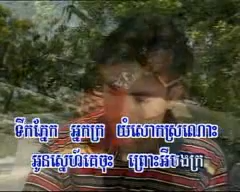 ទឹកភ្នែក អ្នកក្រ យំសោកស្រណោះ
អូនស្នេហ៍គេចុះ ព្រោះអីបងក្រ